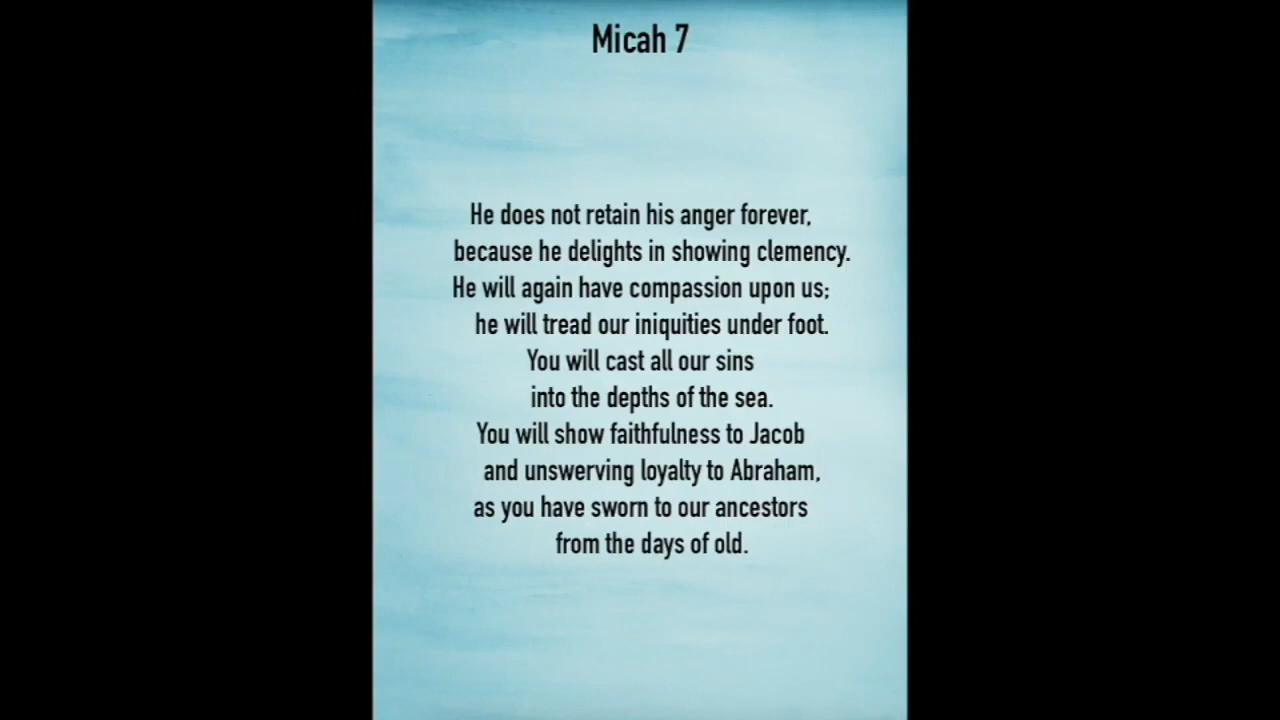 Micah 7
He does not retain his anger forever,
because he delights in showing clemency.
He will again have compassion upon us;
he will tread our iniquities under foot.
You will cast all our sins
into the depths of the sea.
You will show faithfulness to Jacob
and unswerving loyalty to Abraham,
as you have sworn to our ancestors
from the days of old.